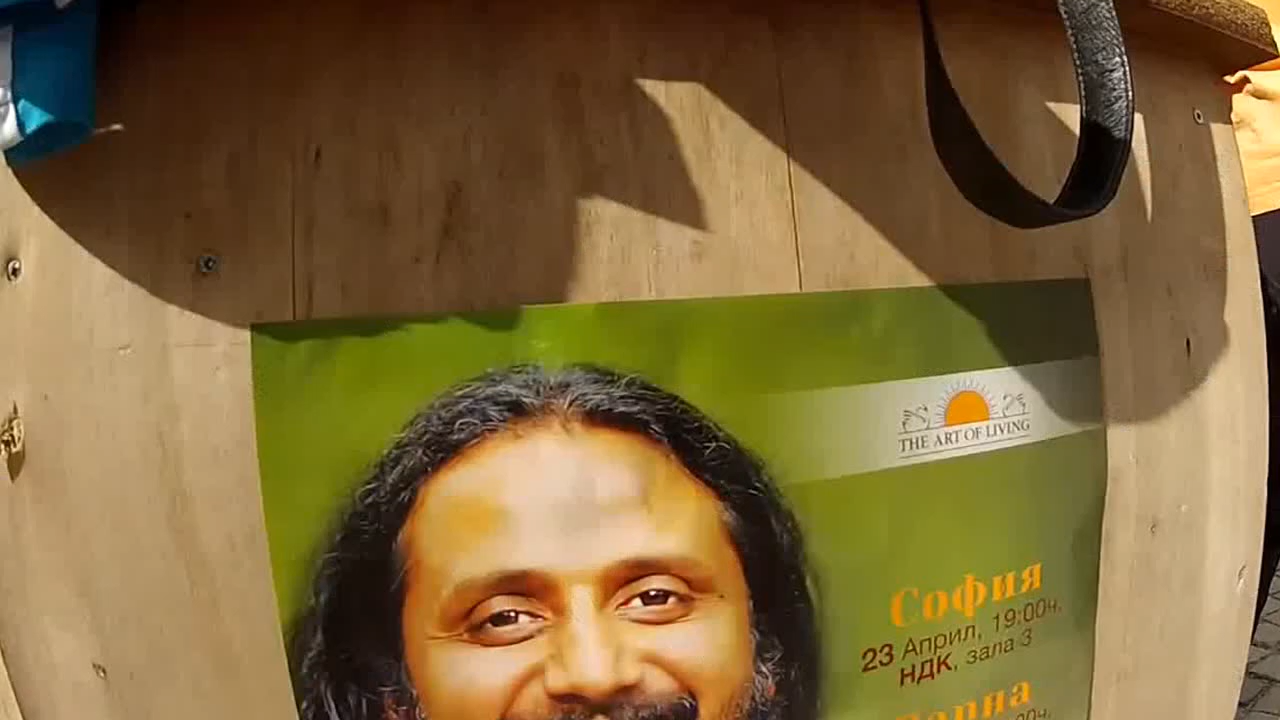 THE ART OF LIVING
София
23 Април, 19:00ч.
НДК, зала 3